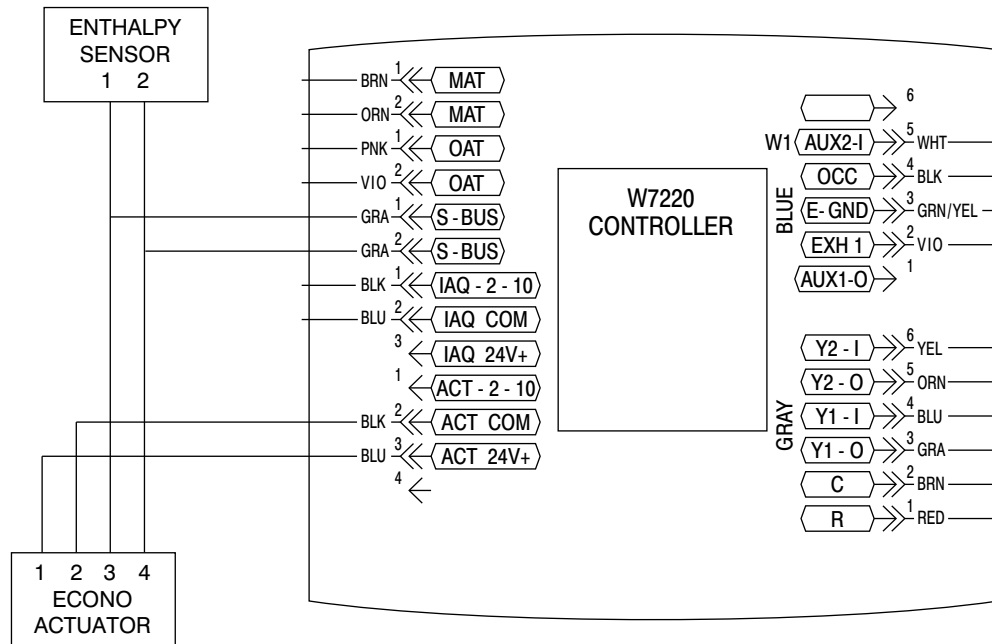 ENTHALPY
SENSOR
1 2
BRN 1 MAT
ORN 2 MAT
PNK 1 OAT
VIO 2 OAT
GRA 1 S - BUS
GRA 2 S - BUS
BLK 1 IAQ - 2 - 10
BLU 2 IAQ COM
3 IAQ 24V+
1 ACT - 2 - 10
BLK 2 ACT COM
BLU 3 ACT 24V+
4
1 2 3 4
ECONO
ACTUATOR
W7220
CONTROLLER
BLUE
6
W1 AUX2-I 5 WHT
OCC 4 BLK
E- GND 3 GRN/YEL
EXH 1 2 VIO
AUX1-O 1
GRAY
Y2 - I 6 YEL
Y2 - O 5 ORN
Y1 - I 4 BLU
Y1 - O 3 GRA
C 2 BRN
R 1 RED